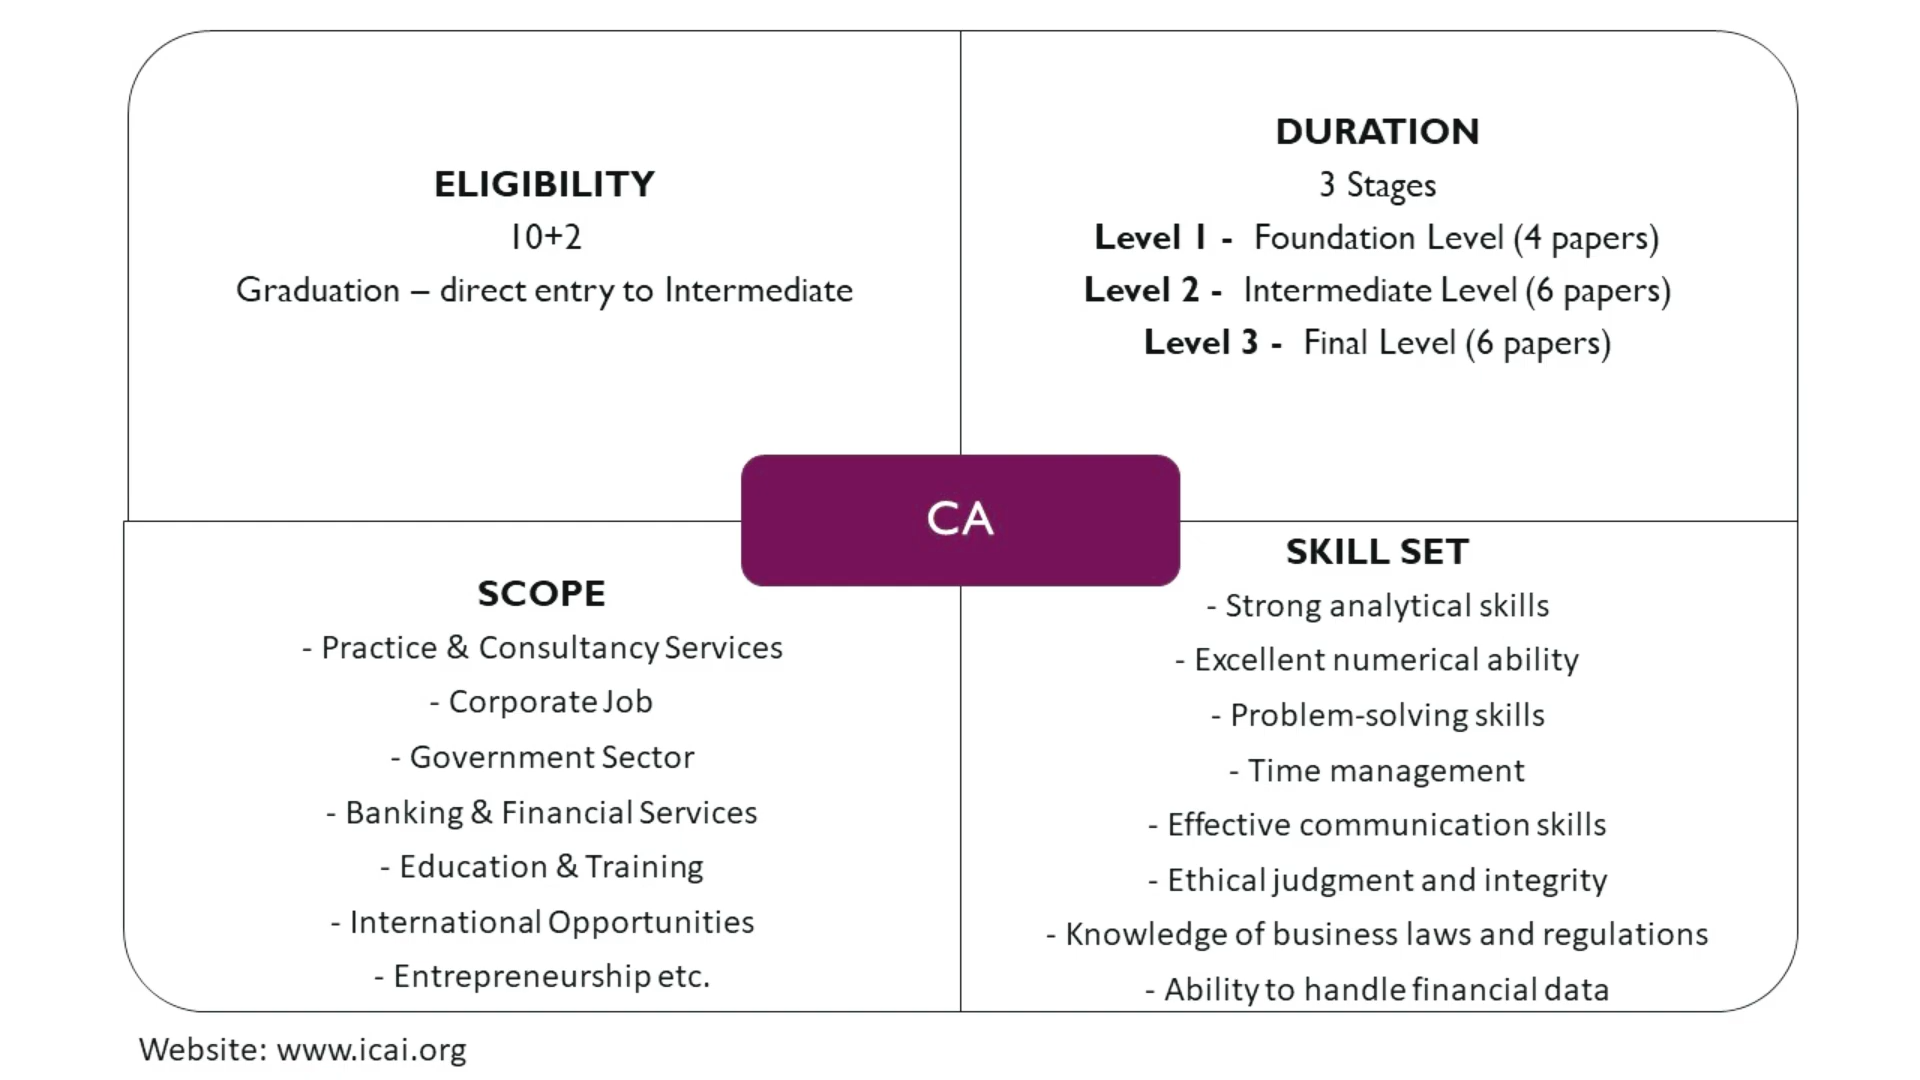 ELIGIBILITY
10+2
Graduation – direct entry to Intermediate
DURATION
3 Stages
Level 1 - Foundation Level (4 papers)
Level 2 - Intermediate Level (6 papers)
Level 3 - Final Level (6 papers)
CA
SCOPE
- Practice & Consultancy Services
- Corporate Job
- Government Sector
- Banking & Financial Services
- Education & Training
- International Opportunities
- Entrepreneurship etc.
SKILL SET
- Strong analytical skills
- Excellent numerical ability
- Problem-solving skills
- Time management
- Effective communication skills
- Ethical judgment and integrity
- Knowledge of business laws and regulations
- Ability to handle financial data
Website: www.icai.org